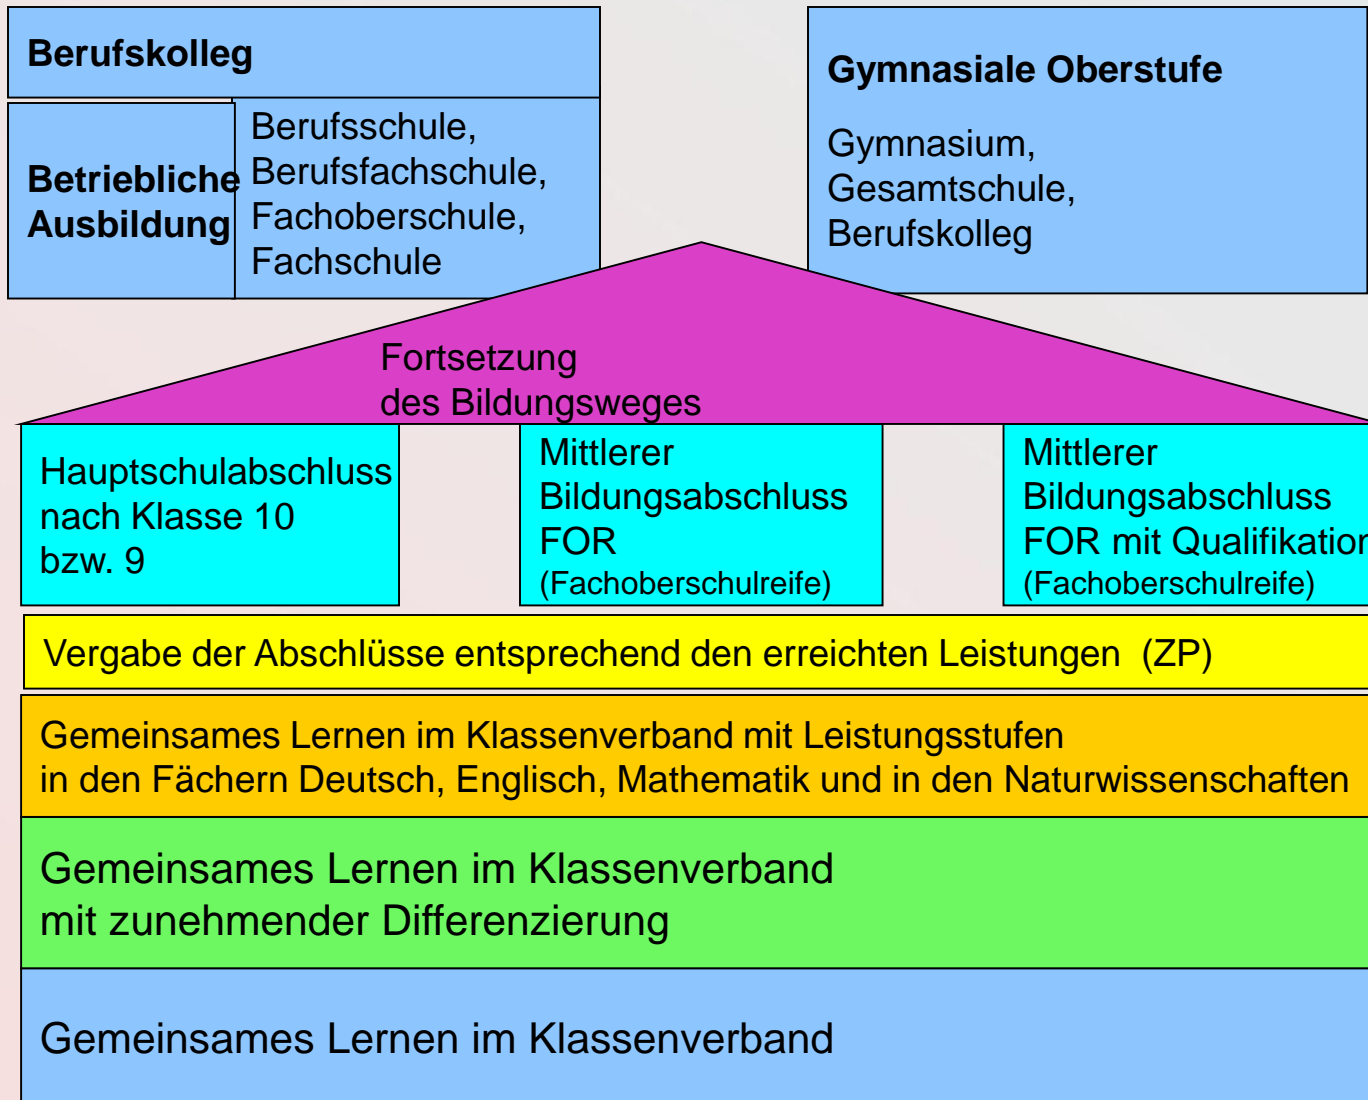 Berufskolleg
Betriebliche
Ausbildung
Berufsschule,
Berufsfachschule,
Fachoberschule,
Fachschule
Gymnasiale Oberstufe
Gymnasium,
Gesamtschule,
Berufskolleg
Fortsetzung
des Bildungsweges
Hauptschulabschluss
nach Klasse 10
bzw. 9
Mittlerer
Bildungsabschluss
FOR
(Fachoberschulreife)
Mittlerer
Bildungsabschluss
FOR mit Qualifikation
(Fachoberschulreife)
Vergabe der Abschlüsse entsprechend den erreichten Leistungen (ZP)
Gemeinsames Lernen im Klassenverband mit Leistungsstufen
in den Fächern Deutsch, Englisch, Mathematik und in den Naturwissenschaften
Gemeinsames Lernen im Klassenverband
mit zunehmender Differenzierung
Gemeinsames Lernen im Klassenverband